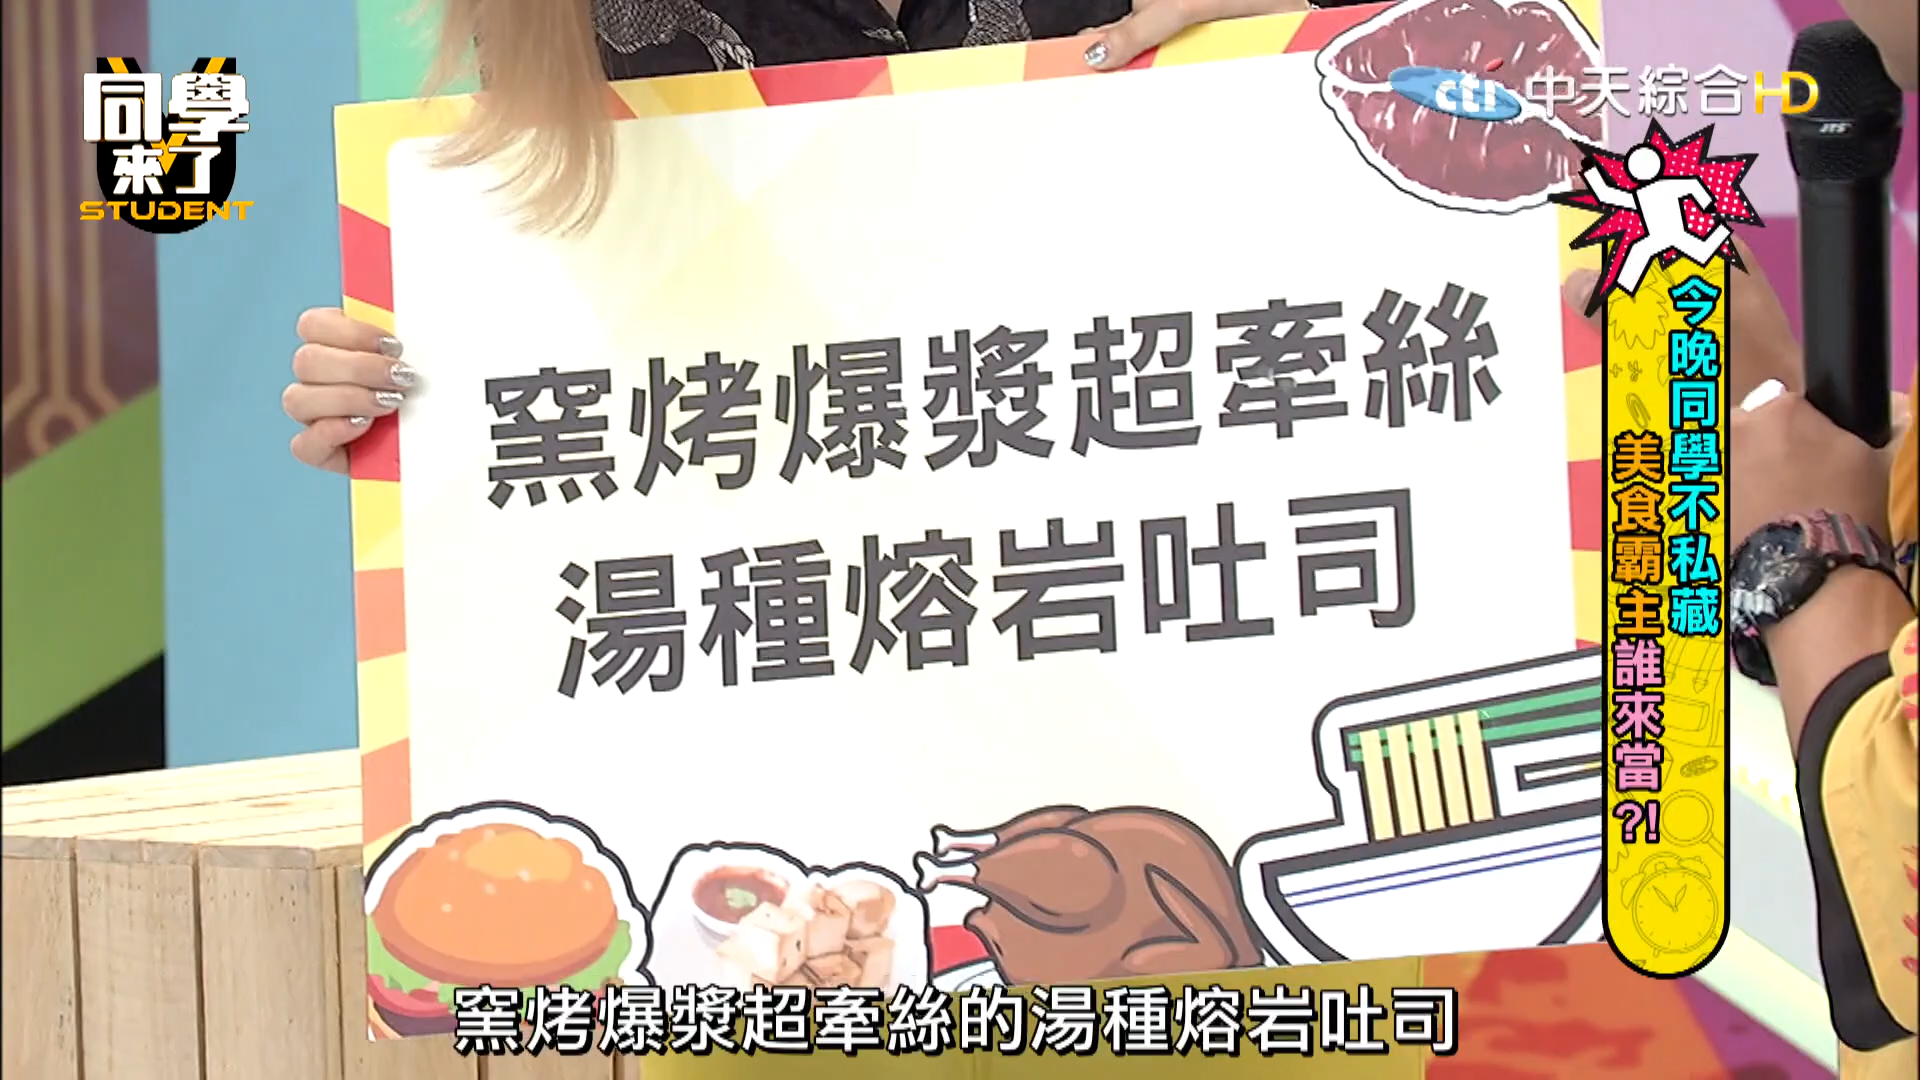 同學
來了
STUDENT
cti 中天綜合HD
窯烤爆漿超牽絲
湯種熔岩吐司
今晚同學不私藏
美食霸主誰來當?!
JTS
窯烤爆漿超牽絲的湯種熔岩吐司